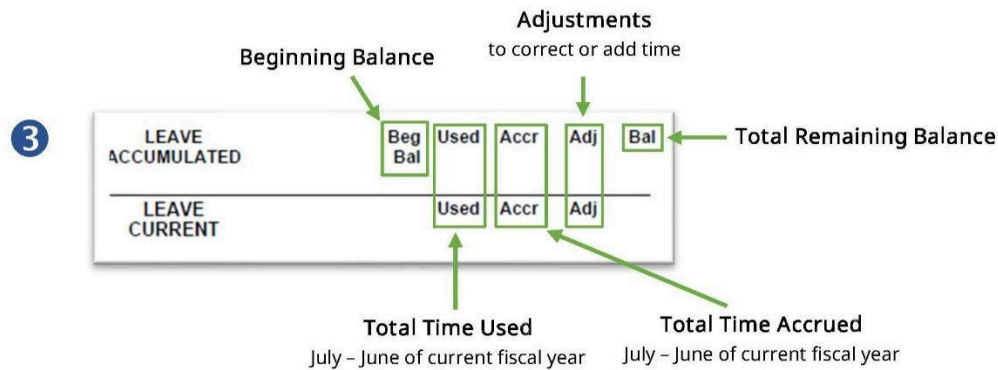 Adjustments
to correct or add time
Beginning Balance
3
LEAVE ACCUMULATED
Beg Bal
Used
Accr
Adj
Bal
Total Remaining Balance
LEAVE CURRENT
Used
Accr
Adj
Total Time Used
July – June of current fiscal year
Total Time Accrued
July – June of current fiscal year